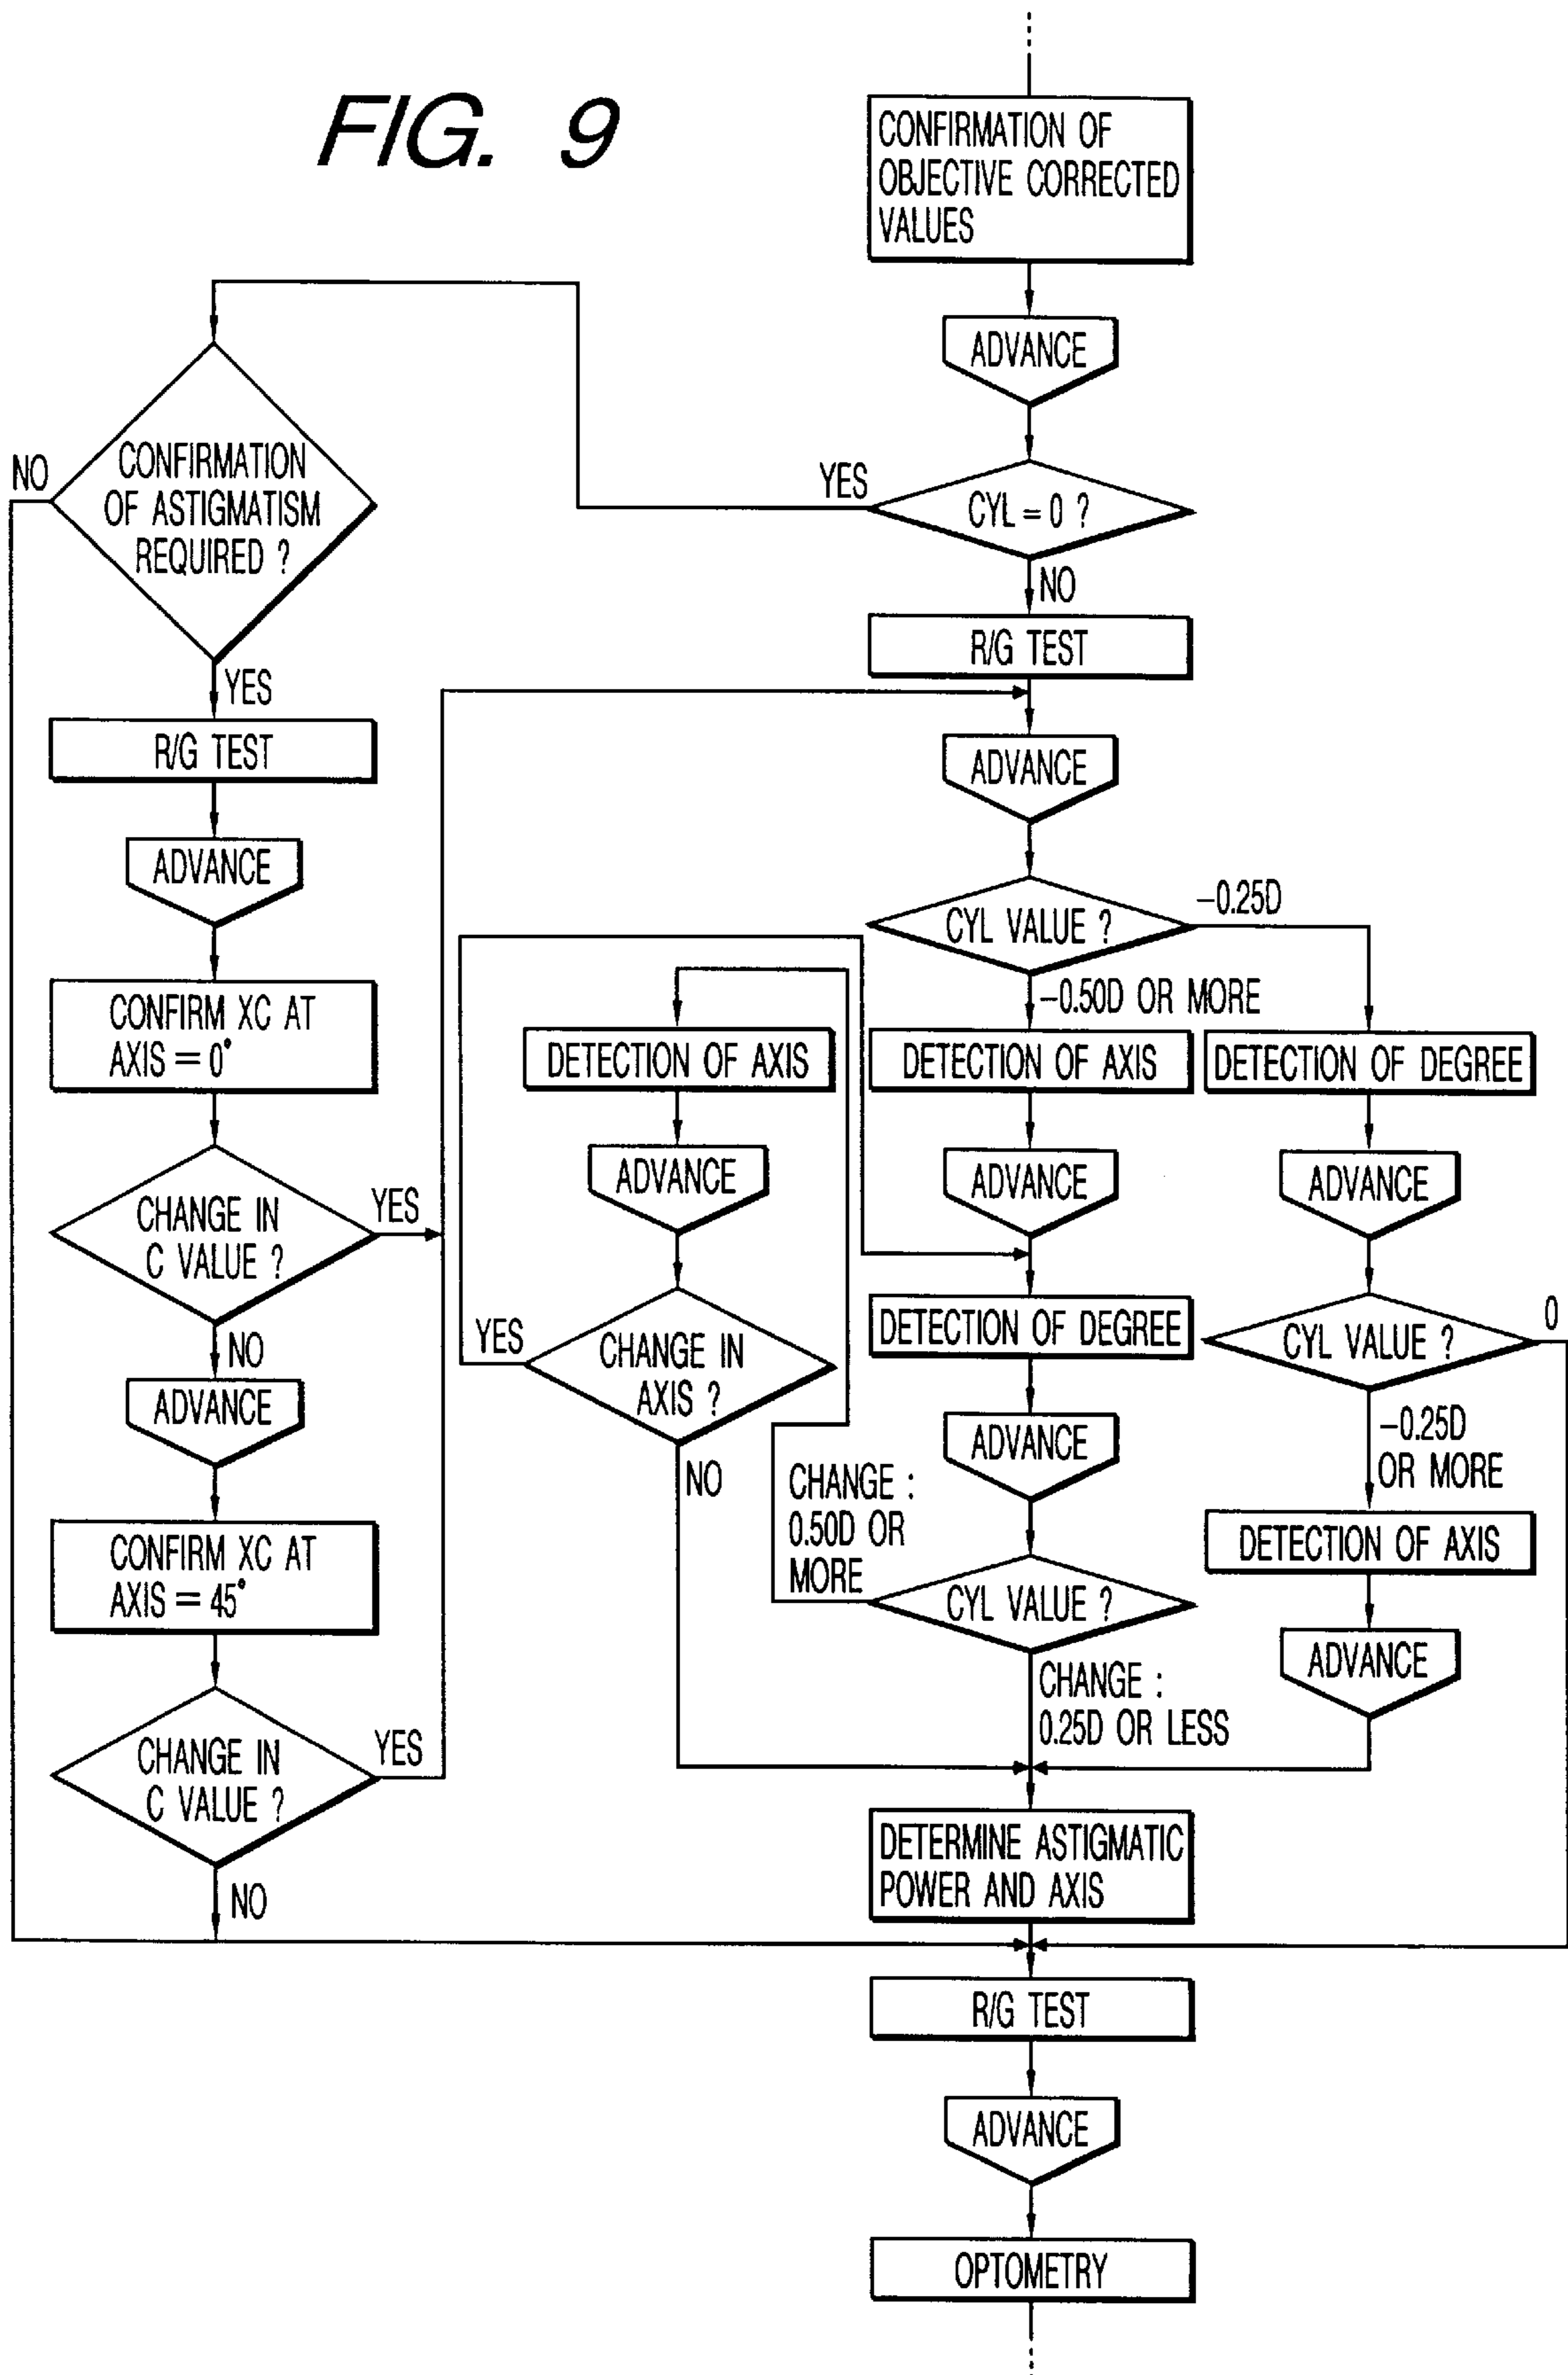 FIG. 9
CONFIRMATION OF
OBJECTIVE CORRECTED
VALUES
ADVANCE
CYL = 0 ?
YES
NO
CONFIRMATION
OF ASTIGMATISM
REQUIRED ?
NO
YES
R/G TEST
ADVANCE
CONFIRM XC AT
AXIS = 0°
CHANGE IN
C VALUE ?
YES
NO
ADVANCE
CONFIRM XC AT
AXIS = 45°
CHANGE IN
C VALUE ?
YES
NO
R/G TEST
ADVANCE
CYL VALUE ?
−0.25D
−0.50D OR MORE
DETECTION OF AXIS
ADVANCE
CHANGE IN
AXIS ?
YES
NO
DETECTION OF AXIS
ADVANCE
DETECTION OF DEGREE
ADVANCE
CYL VALUE ?
CHANGE :
0.50D OR
MORE
CHANGE :
0.25D OR LESS
DETECTION OF DEGREE
ADVANCE
CYL VALUE ?
0
−0.25D
OR MORE
DETECTION OF AXIS
ADVANCE
DETERMINE ASTIGMATIC
POWER AND AXIS
R/G TEST
ADVANCE
OPTOMETRY